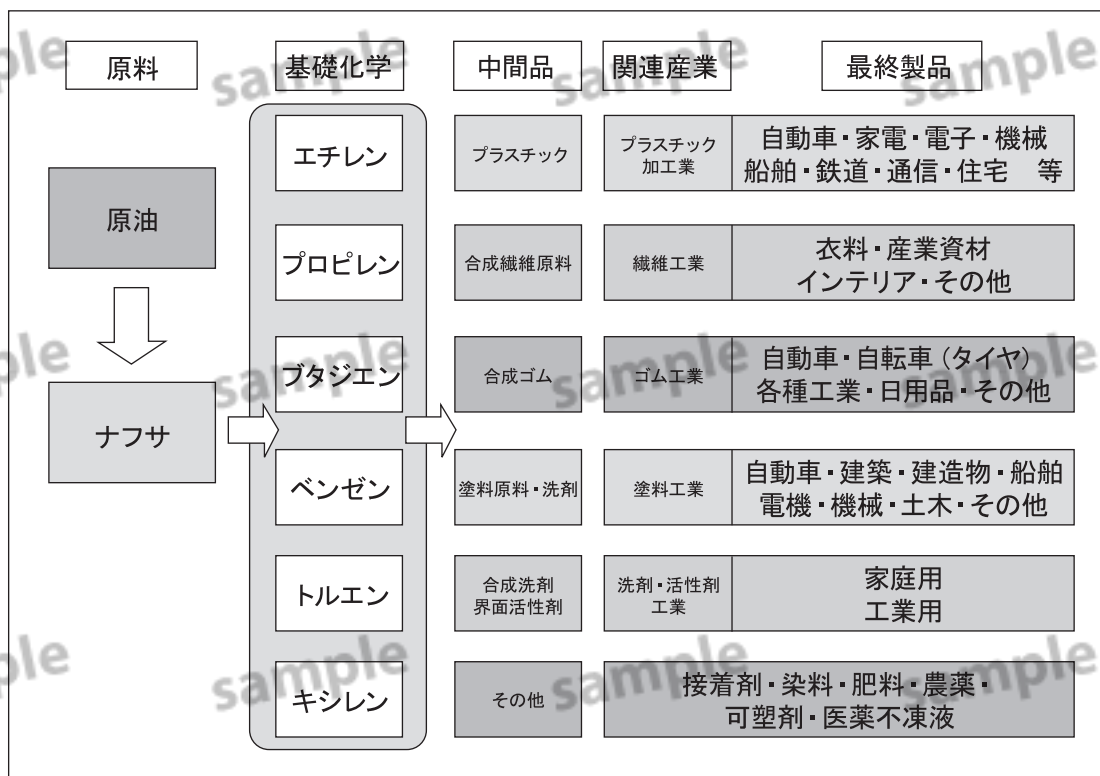 原料
基礎化学
中間品
関連産業
最終製品
原油
ナフサ
エチレン
プロピレン
ブタジエン
ベンゼン
トルエン
キシレン
プラスチック
プラスチック
加工業
自動車・家電・電子・機械
船舶・鉄道・通信・住宅　等
合成繊維原料
繊維工業
衣料・産業資材
インテリア・その他
合成ゴム
ゴム工業
自動車・自転車（タイヤ）
各種工業・日用品・その他
塗料原料・洗剤
塗料工業
自動車・建築・建造物・船舶
電機・機械・土木・その他
合成洗剤
界面活性剤
洗剤・活性剤
工業
家庭用
工業用
その他
接着剤・染料・肥料・農薬・
可塑剤・医薬不凍液
ple
sample
sample
sample
ple
sample
sample
sample
ple
sample
sample
sample